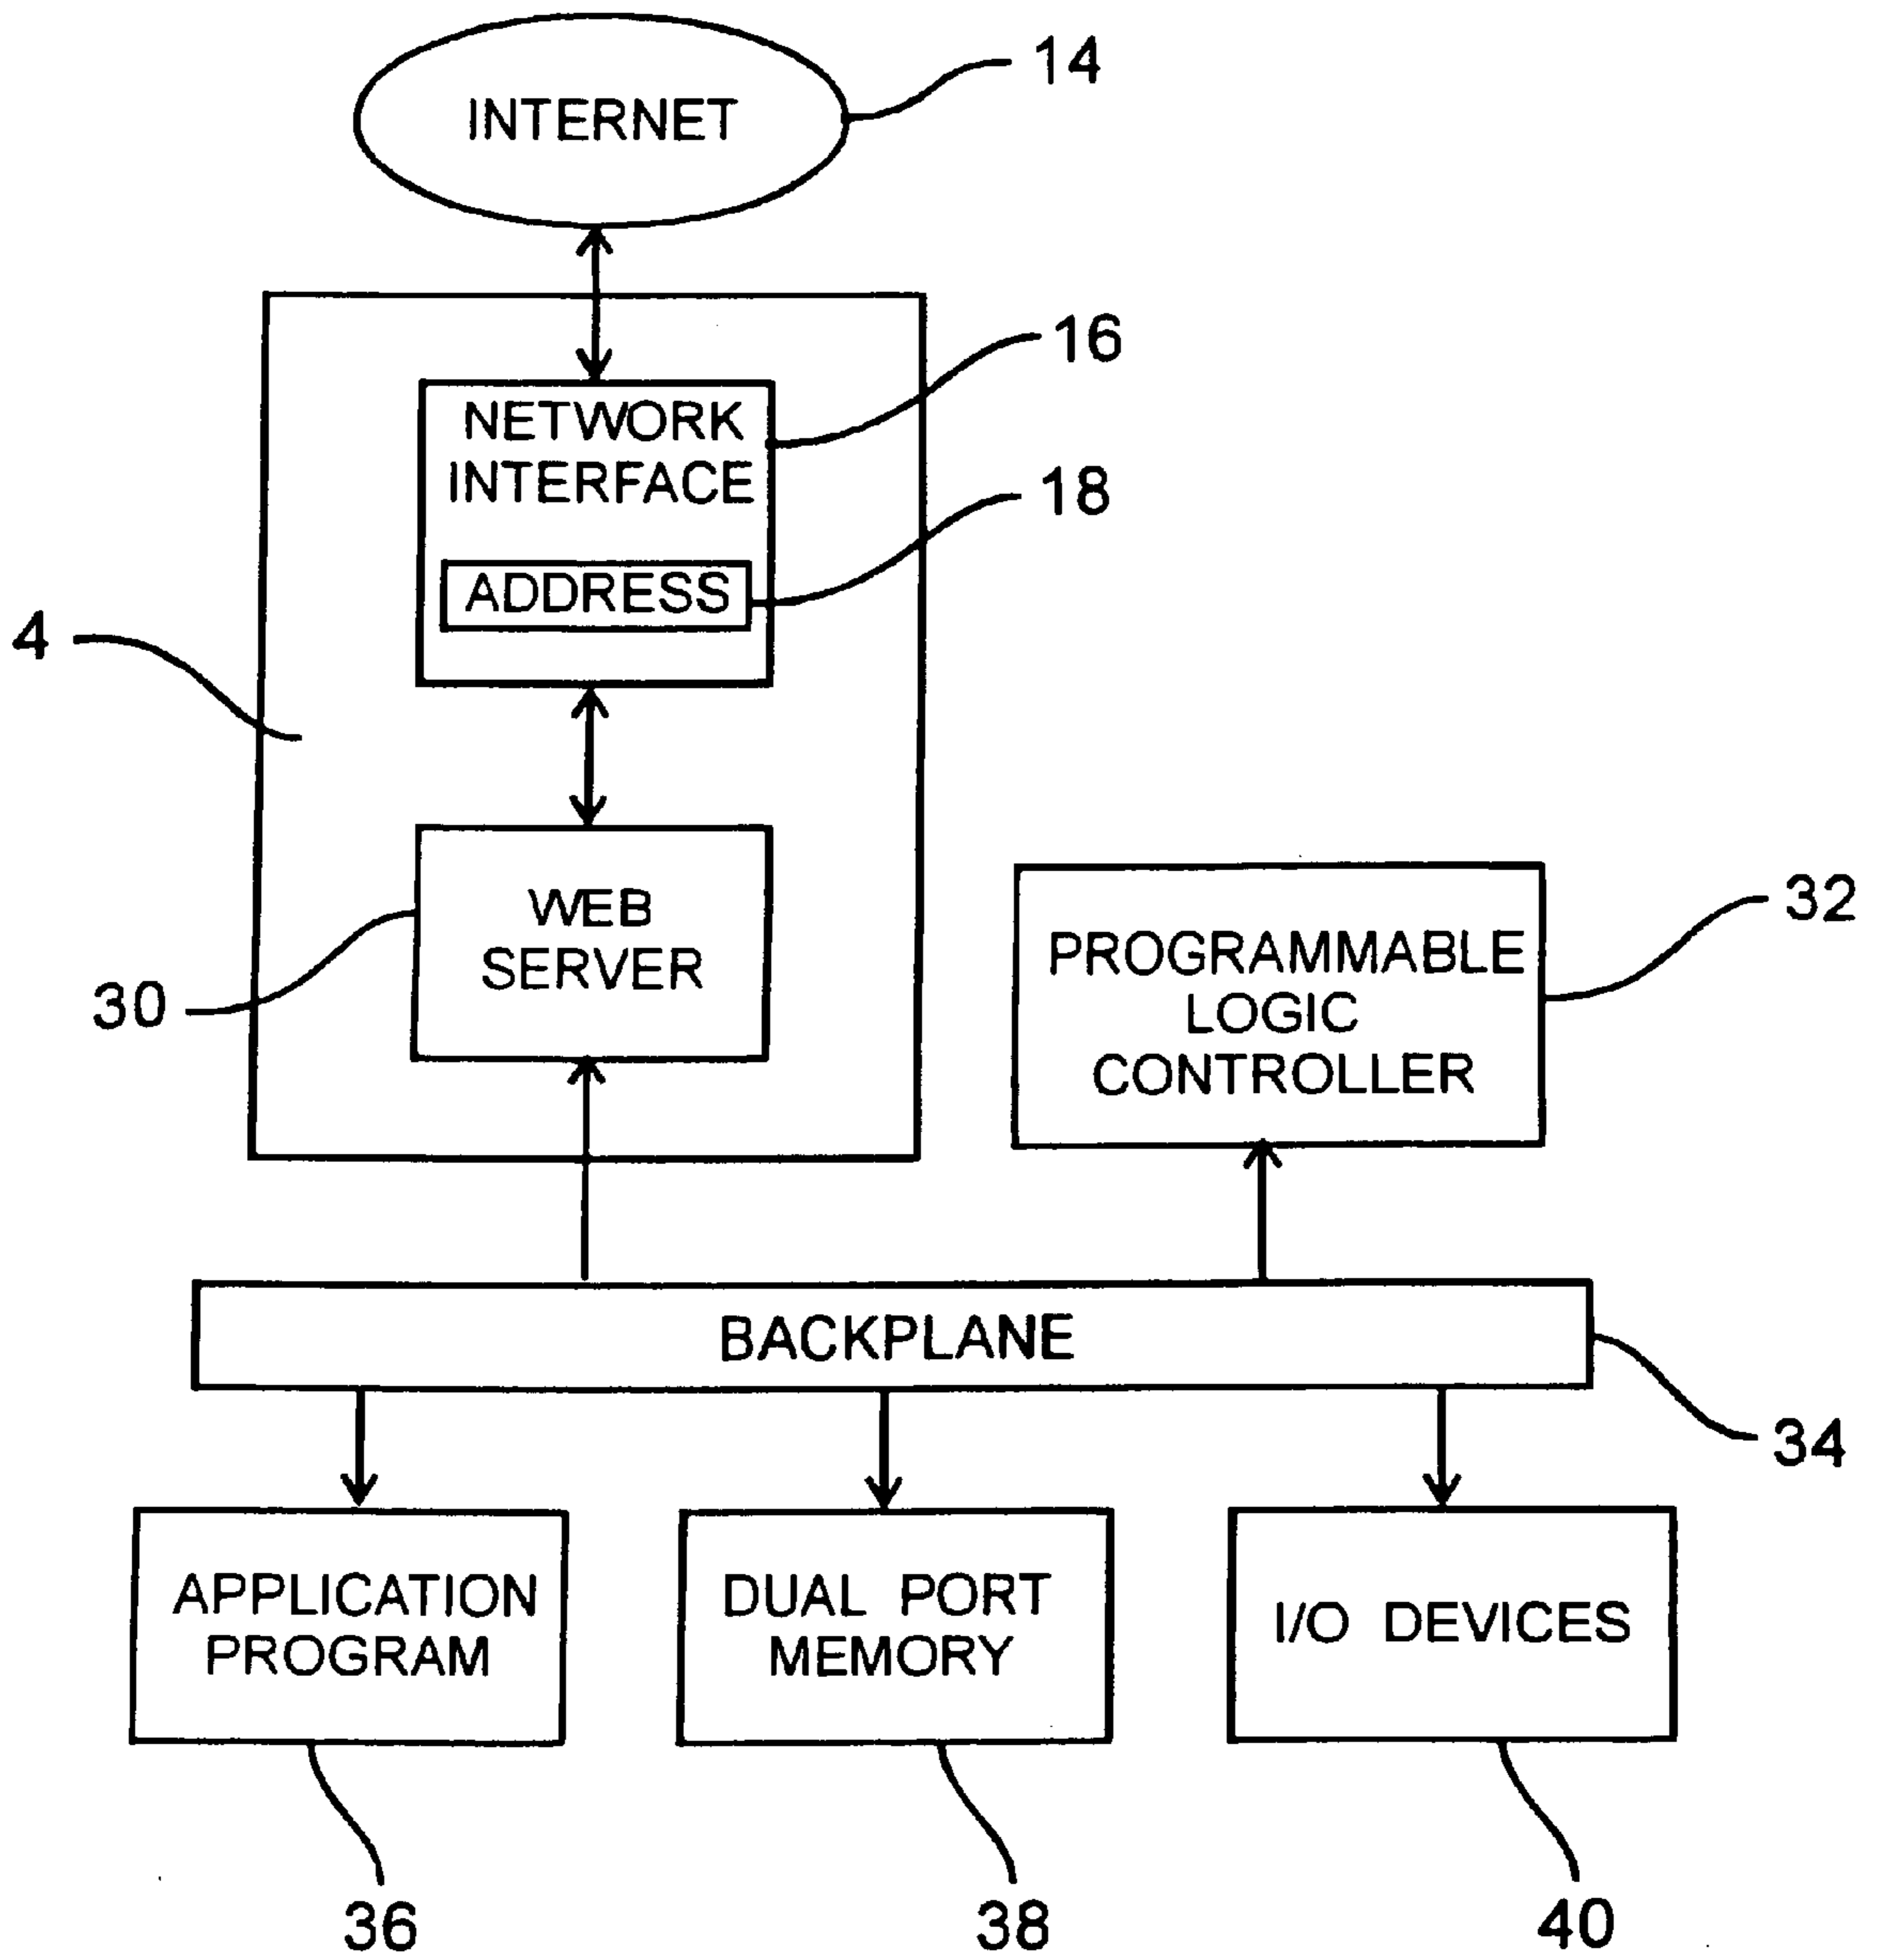 14
INTERNET
16
NETWORK
INTERFACE
18
ADDRESS
4
WEB
SERVER
30
32
PROGRAMMABLE
LOGIC
CONTROLLER
BACKPLANE
34
APPLICATION
PROGRAM
DUAL PORT
MEMORY
I/O DEVICES
36
38
40